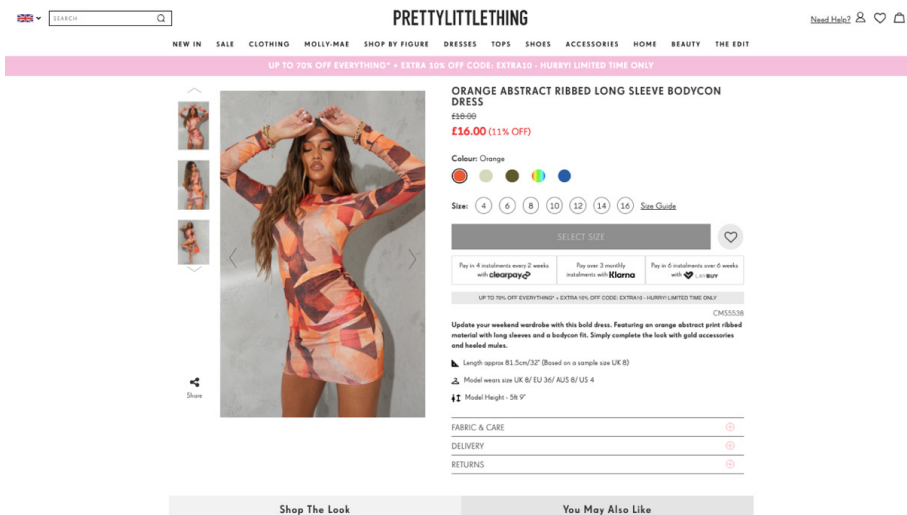 SEARCH
PRETTYLITTLETHING
Need Help?
NEW IN SALE CLOTHING MOLLY-MAE SHOP BY FIGURE DRESSES TOPS SHOES ACCESSORIES HOME BEAUTY THE EDIT
UP TO 70% OFF EVERYTHING* + EXTRA 10% OFF CODE: EXTRA10 - HURRY! LIMITED TIME ONLY
ORANGE ABSTRACT RIBBED LONG SLEEVE BODYCON
DRESS
£18.00
£16.00 (11% OFF)
Colour: Orange
Size: 4 6 8 10 12 14 16 Size Guide
SELECT SIZE
Pay in 4 instalments every 2 weeks
with clearpay
Pay over 3 monthly
instalments with Klarna
Pay in 6 instalments over 6 weeks
with LAYBUY
UP TO 70% OFF EVERYTHING* + EXTRA 10% OFF CODE: EXTRA10 - HURRY! LIMITED TIME ONLY
CMS5538
Update your weekend wardrobe with this bold dress. Featuring an orange abstract print ribbed
material with long sleeves and a bodycon fit. Simply complete the look with gold accessories
and heeled mules.
Length approx 81.5cm/32" (Based on a sample size UK 8)
Model wears size UK 8/ EU 36/ AUS 8/ US 4
Model Height - 5ft 9"
Share
FABRIC & CARE
DELIVERY
RETURNS
Shop The Look
You May Also Like